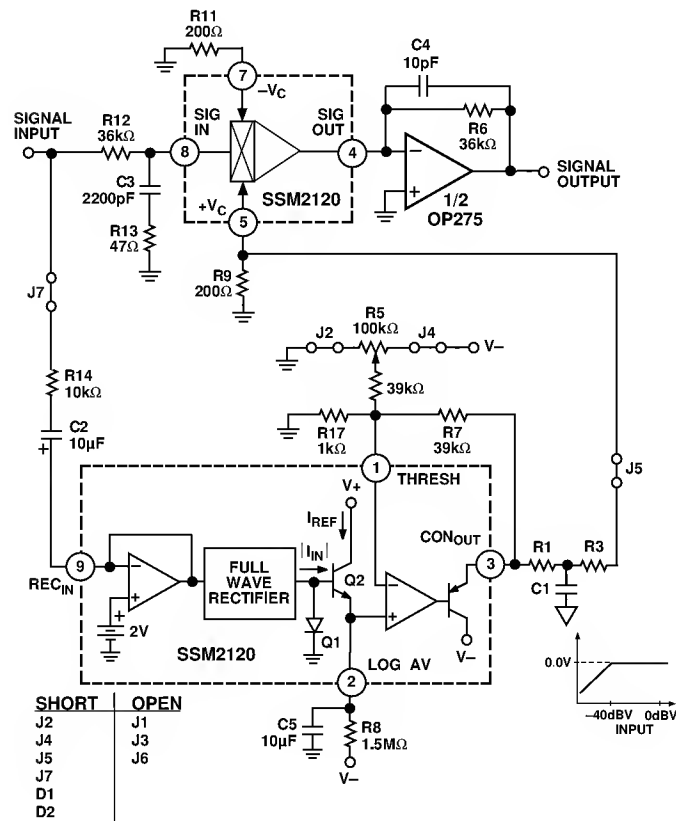 R11
200Ω
7
–VC
C4
10pF
R6
36kΩ
SIGNAL
INPUT
R12
36kΩ
SIG
IN
SIG
OUT
8
4
–
+
1/2
OP275
SIGNAL
OUTPUT
C3
2200pF
R13
47Ω
+VC
SSM2120
5
R9
200Ω
J7
R5
100kΩ
J2
J4
V–
39kΩ
R14
10kΩ
R17
1kΩ
R7
39kΩ
C2
10µF
+
1
THRESH
J5
V+
IREF
CONOUT
R1
R3
9
RECIN
–
+
+
2V
FULL
WAVE
RECTIFIER
|IIN|
Q2
–
+
3
C1
Q1
V–
SSM2120
LOG AV
0.0V
2
–40dBV
0dBV
INPUT
C5
10µF
R8
1.5MΩ
V–
SHORT OPEN
J2 J1
J4 J3
J5 J6
J7
D1
D2